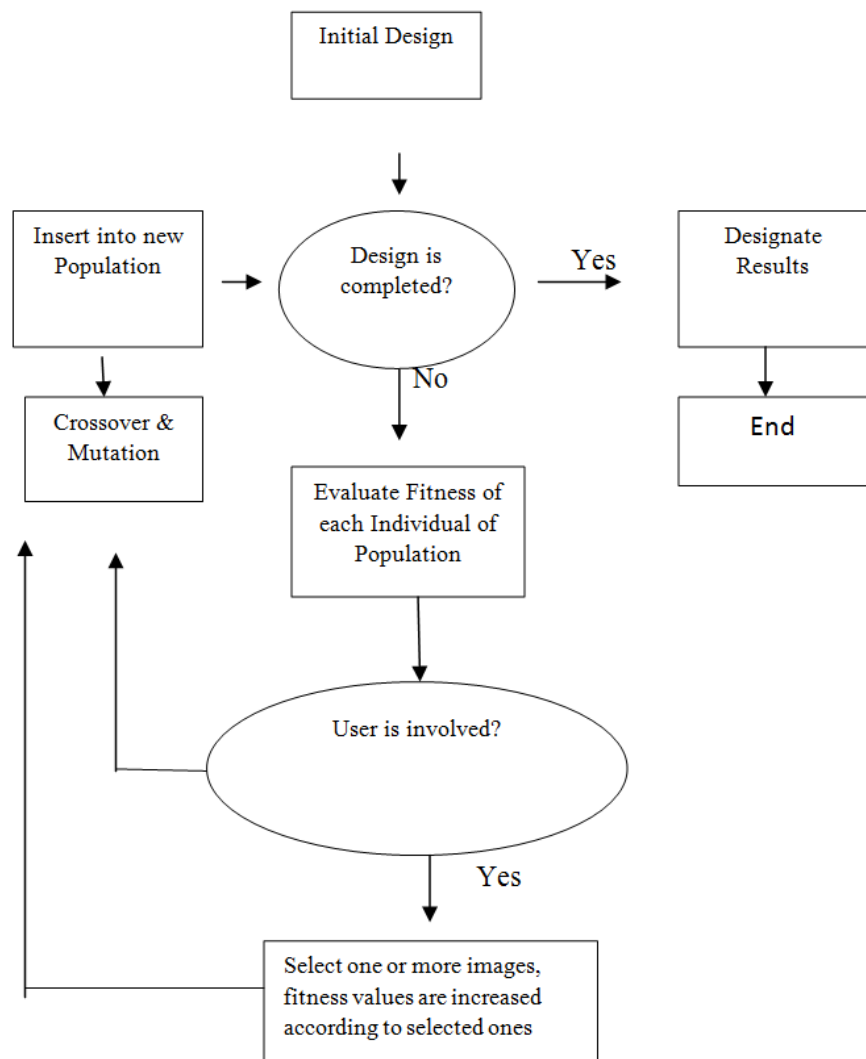 Initial Design
Insert into new
Population
Design is
completed?
Yes
Designate
Results
No
Crossover &
Mutation
End
Evaluate Fitness of
each Individual of
Population
User is involved?
Yes
Select one or more images,
fitness values are increased
according to selected ones